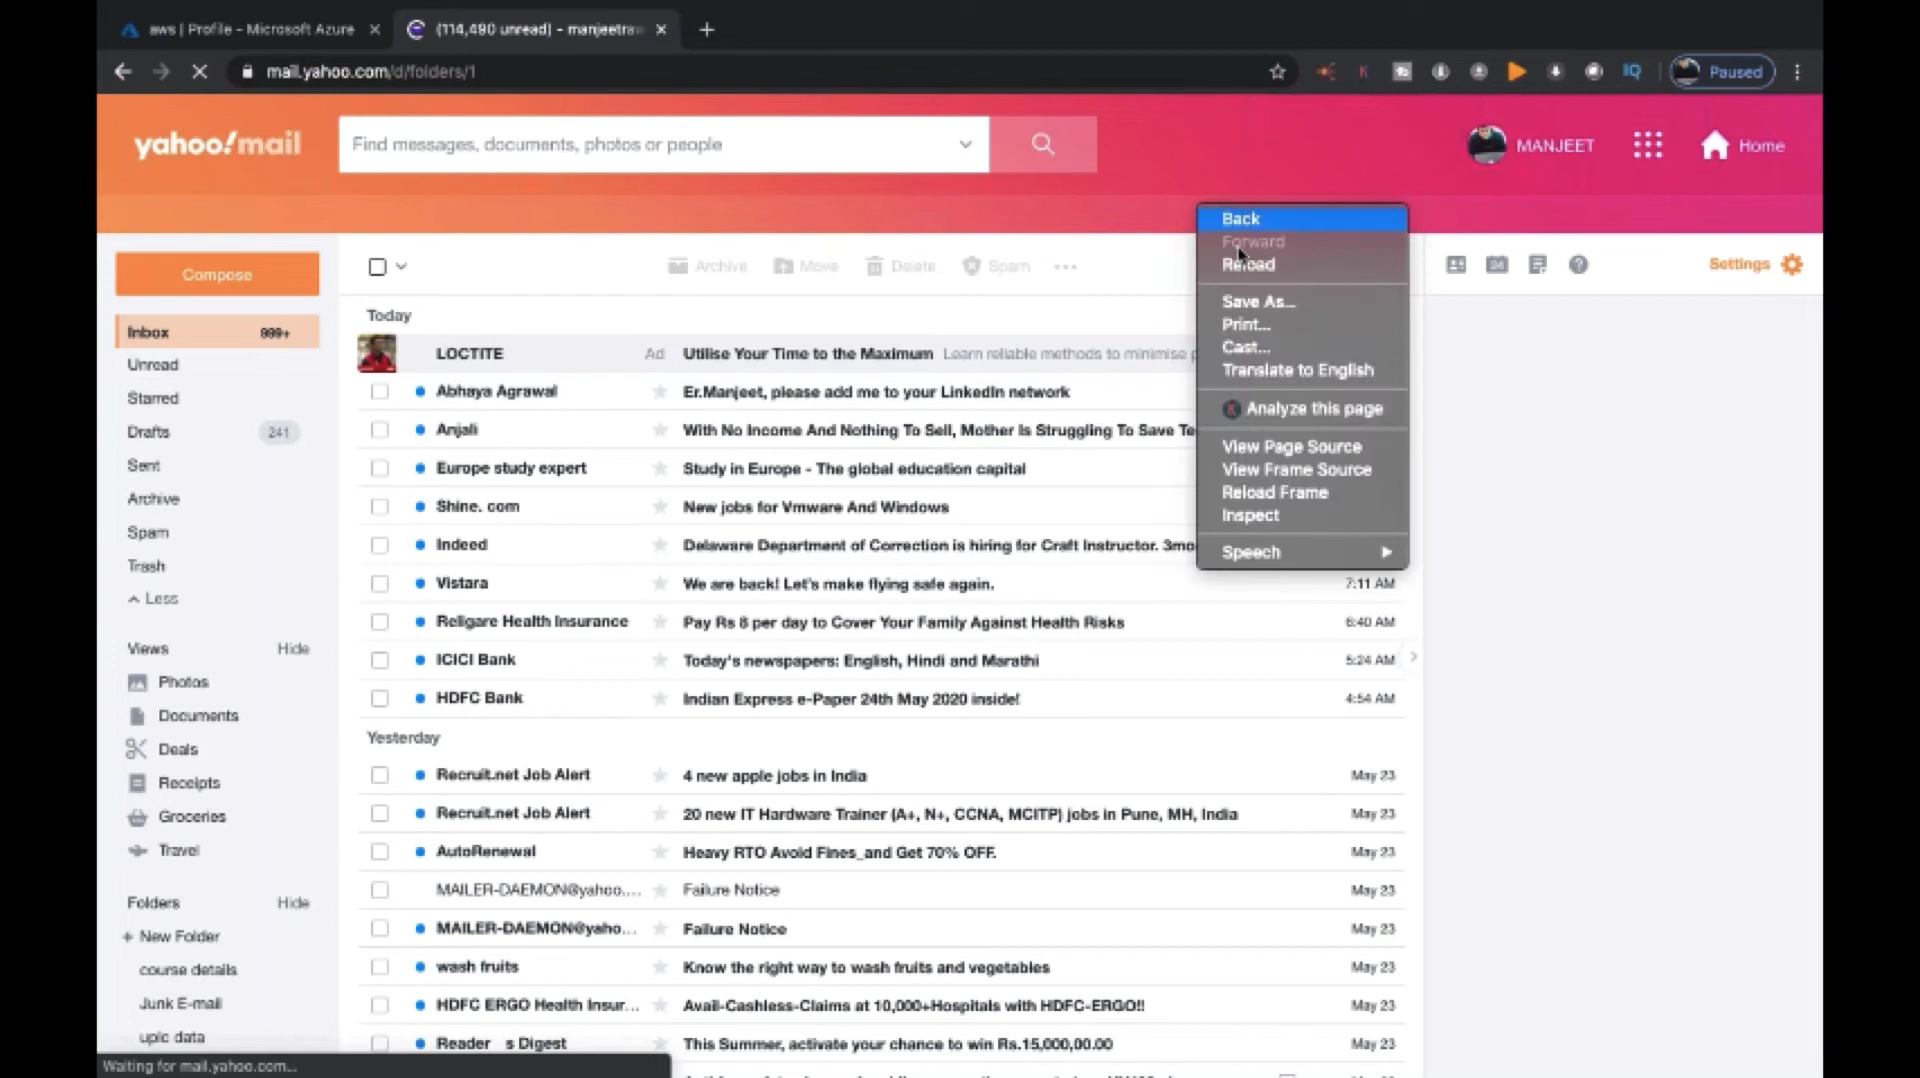 aws | Profile - Microsoft Azure
(114,490 unread) - manjeetraw
mail.yahoo.com/d/folders/1
K
IQ
Paused
yahoo!mail
Find messages, documents, photos or people
MANJEET
Home
Back
Forward
Reload
Save As...
Print...
Cast...
Translate to English
Analyze this page
View Page Source
View Frame Source
Reload Frame
Inspect
Speech
Compose
Archive
Move
Delete
Spam
Settings
Inbox 999+
Unread
Starred
Drafts 241
Sent
Archive
Spam
Trash
Less
Views Hide
Photos
Documents
Deals
Receipts
Groceries
Travel
Folders Hide
+ New Folder
course details
Junk E-mail
upic data
Today
LOCTITE Ad Utilise Your Time to the Maximum Learn reliable methods to minimise
Abhaya Agrawal Er.Manjeet, please add me to your LinkedIn network
Anjali With No Income And Nothing To Sell, Mother Is Struggling To Save Te
Europe study expert Study in Europe - The global education capital
Shine. com New jobs for Vmware And Windows
Indeed Delaware Department of Correction is hiring for Craft Instructor. 3mo
Vistara We are back! Let's make flying safe again. 7:11 AM
Religare Health Insurance Pay Rs 8 per day to Cover Your Family Against Health Risks 6:40 AM
ICICI Bank Today's newspapers: English, Hindi and Marathi 5:24 AM
HDFC Bank Indian Express e-Paper 24th May 2020 inside! 4:54 AM
Yesterday
Recruit.net Job Alert 4 new apple jobs in India May 23
Recruit.net Job Alert 20 new IT Hardware Trainer (A+, N+, CCNA, MCITP) jobs in Pune, MH, India May 23
AutoRenewal Heavy RTO Avoid Fines_and Get 70% OFF. May 23
MAILER-DAEMON@yahoo.... Failure Notice May 23
MAILER-DAEMON@yaho... Failure Notice May 23
wash fruits Know the right way to wash fruits and vegetables May 23
HDFC ERGO Health Insur... Avail-Cashless-Claims at 10,000+Hospitals with HDFC-ERGO!! May 23
Reader s Digest This Summer, activate your chance to win Rs.15,000,00.00 May 23
Waiting for mail.yahoo.com...